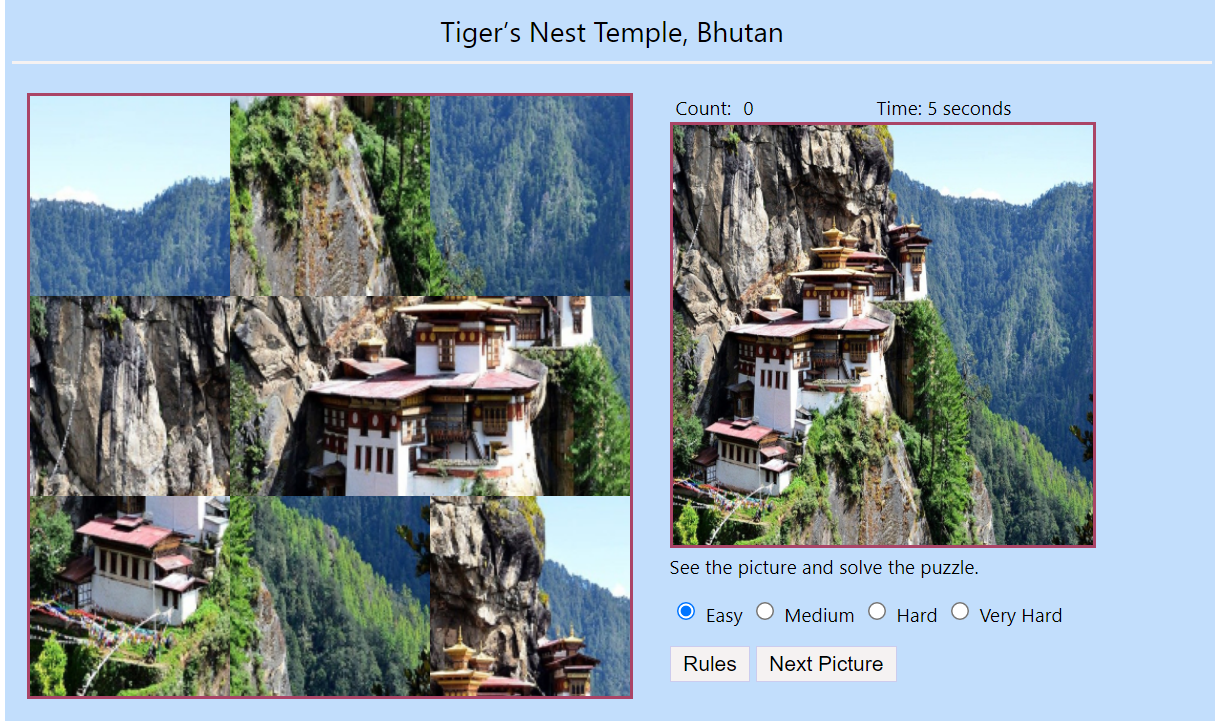 Tiger’s Nest Temple, Bhutan
Count: 0 Time: 5 seconds
See the picture and solve the puzzle.
Easy Medium Hard Very Hard
Rules Next Picture